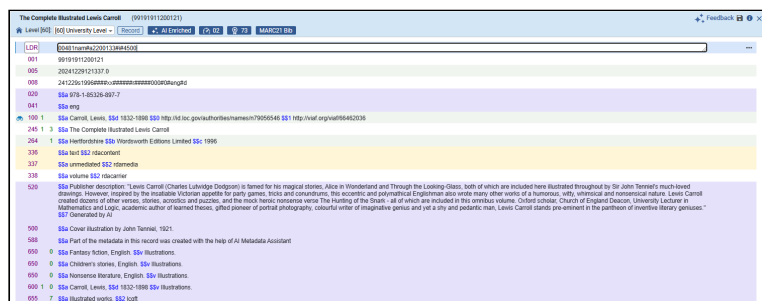 The Complete Illustrated Lewis Carroll (99191911200121) Feedback
Level [60]: [60] University Level Record AI Enriched 02 73 MARC21 Bib
LDR 00481nam#a2200133#i#4500
001 99191911200121
005 20241229121337.0
008 241229s1996####xx######r#####000#0#eng#d
020 $$a 978-1-85326-897-7
041 $$a eng
100 1 $$a Carroll, Lewis, $$d 1832-1898 $$0 http://id.loc.gov/authorities/names/n79056546 $$1 http://viaf.org/viaf/66462036
245 1 3 $$a The Complete Illustrated Lewis Carroll
264 1 $$a Hertfordshire $$b Wordsworth Editions Limited $$c 1996
336 $$a text $$2 rdacontent
337 $$a unmediated $$2 rdamedia
338 $$a volume $$2 rdacarrier
520 $$a Publisher description: "Lewis Carroll (Charles Lutwidge Dodgson) is famed for his magical stories, Alice in Wonderland and Through the Looking-Glass, both of which are included here illustrated throughout by Sir John Tenniel's much-loved
drawings. However, inspired by the insatiable Victorian appetite for party games, tricks and conundrums, this eccentric and polymathical Englishman also wrote many other works of a humorous, witty, whimsical and nonsensical nature. Lewis Carroll
created dozens of other verses, stories, acrostics and puzzles, and the mock heroic nonsense verse The Hunting of the Snark - all of which are included in this omnibus volume. Oxford scholar, Church of England Deacon, University Lecturer in
Mathematics and Logic, academic author of learned theses, gifted pioneer of portrait photography, colourful writer of imaginative genius and yet a shy and pedantic man, Lewis Carroll stands pre-eminent in the pantheon of inventive literary geniuses."
$$7 Generated by AI
500 $$a Cover illustration by John Tenniel, 1921.
588 $$a Part of the metadata in this record was created with the help of AI Metadata Assistant
650 0 $$a Fantasy fiction, English. $$v Illustrations.
650 0 $$a Children's stories, English. $$v Illustrations.
650 0 $$a Nonsense literature, English. $$v Illustrations.
600 1 0 $$a Carroll, Lewis, $$d 1832-1898 $$v Illustrations.
655 7 $$a Illustrated works. $$2 lcgft